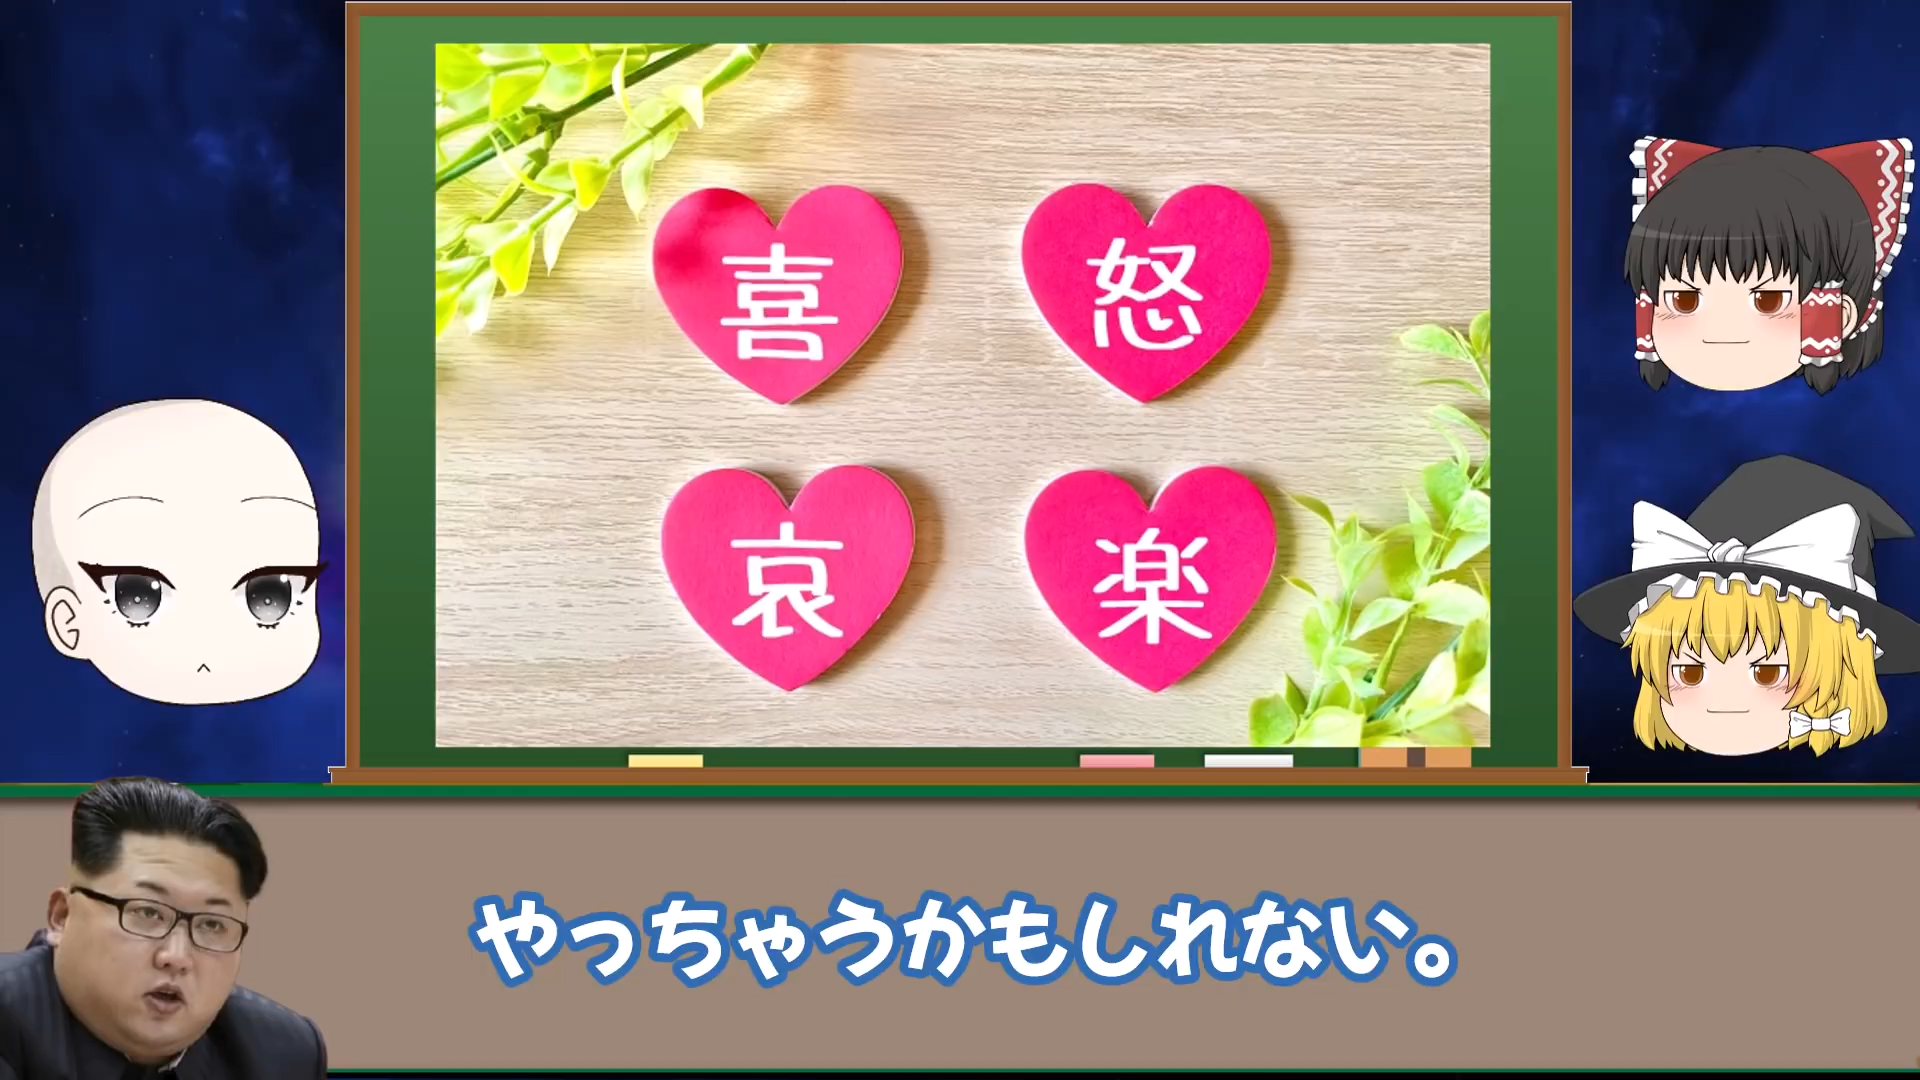 喜 怒
哀 楽
やっちゃうかもしれない。